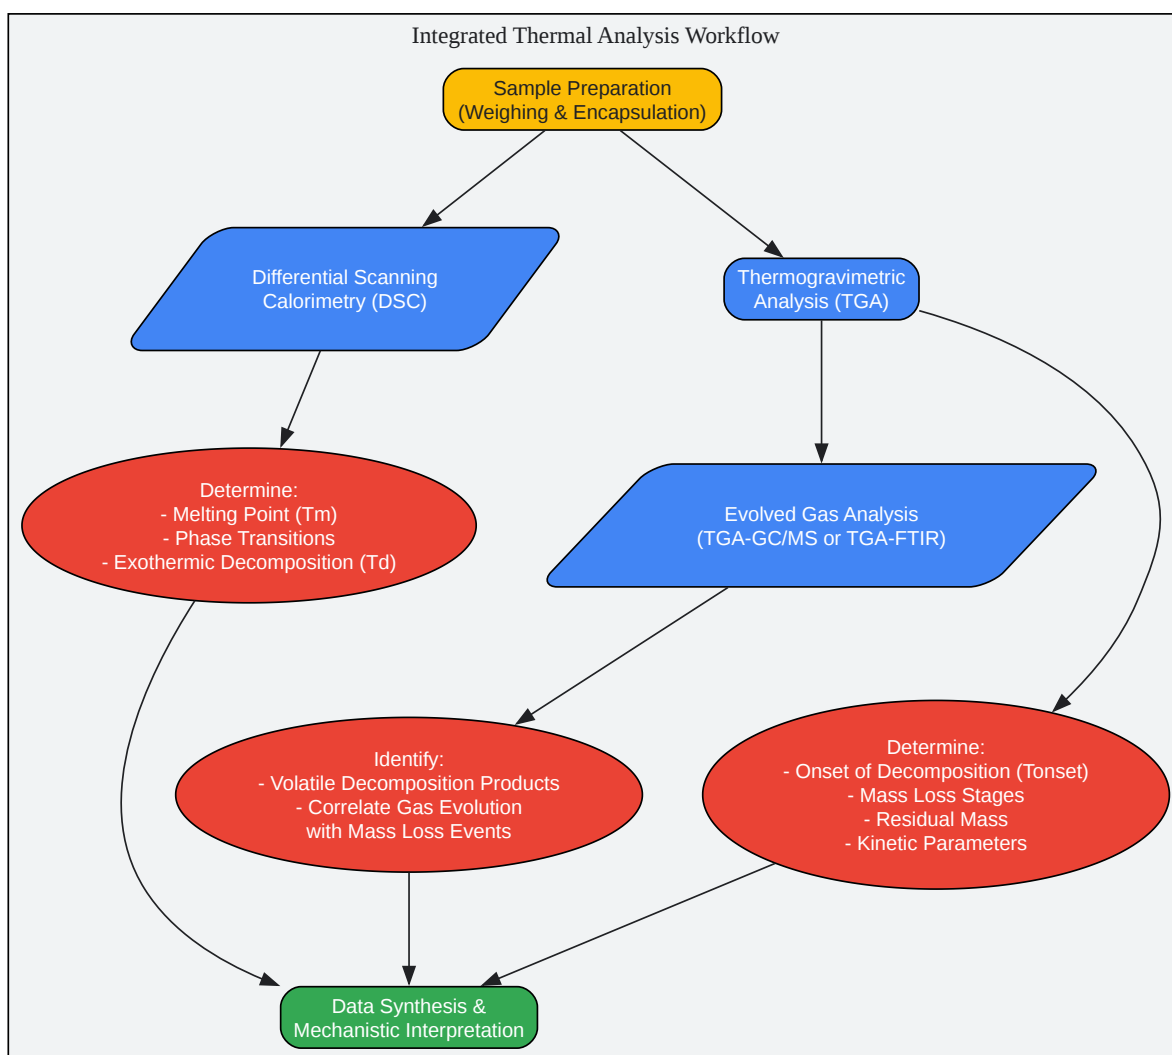 Integrated Thermal Analysis Workflow
Sample Preparation
(Weighing & Encapsulation)
Differential Scanning
Calorimetry (DSC)
Thermogravimetric
Analysis (TGA)
Determine:
- Melting Point (Tm)
- Phase Transitions
- Exothermic Decomposition (Td)
Evolved Gas Analysis
(TGA-GC/MS or TGA-FTIR)
Identify:
- Volatile Decomposition Products
- Correlate Gas Evolution
with Mass Loss Events
Determine:
- Onset of Decomposition (Tonset)
- Mass Loss Stages
- Residual Mass
- Kinetic Parameters
Data Synthesis &
Mechanistic Interpretation